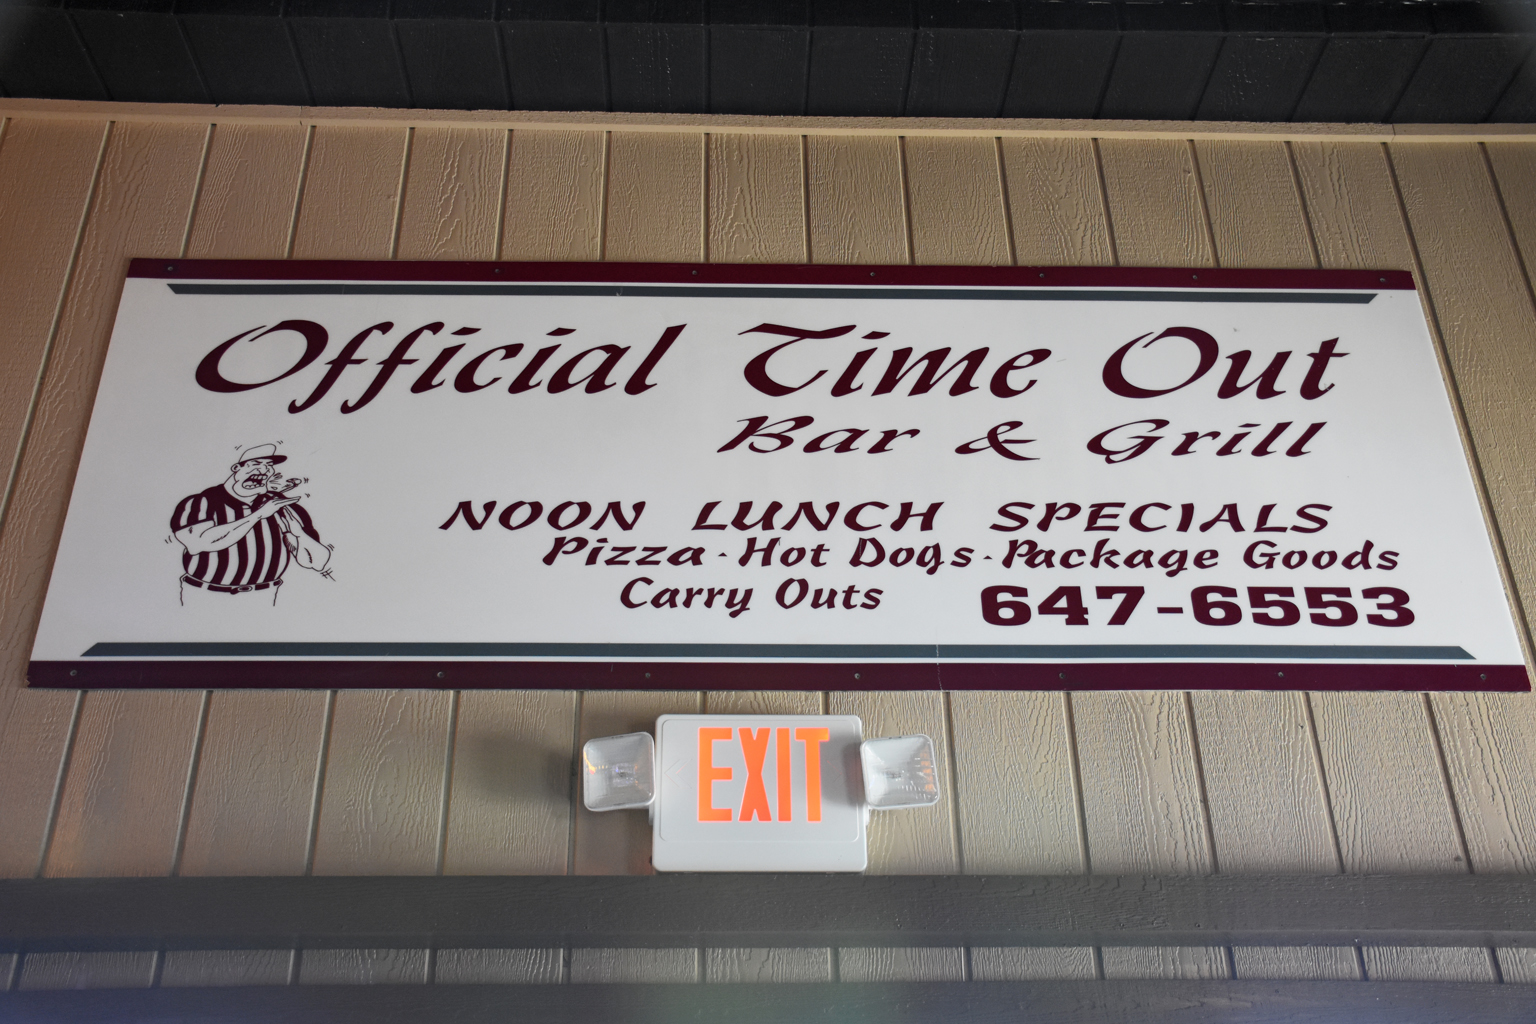 Official Time Out
Bar & Grill
NOON LUNCH SPECIALS
Pizza · Hot Dogs · Package Goods
Carry Outs 647-6553
EXIT